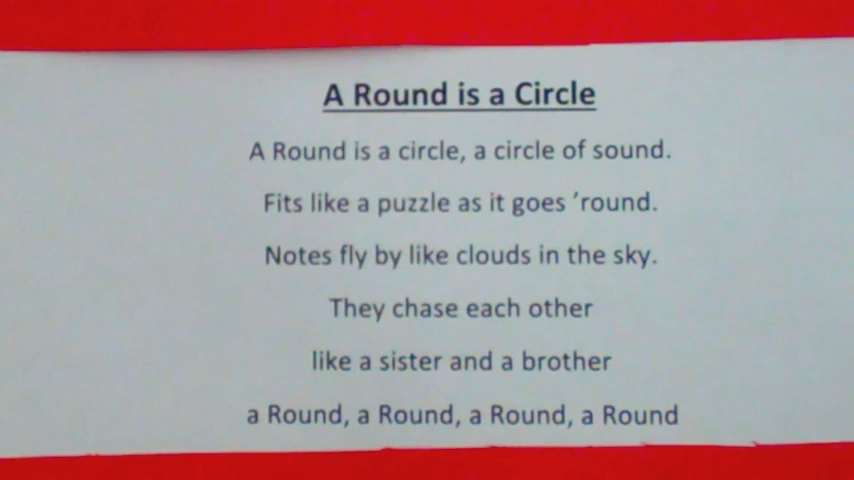 A Round is a Circle
A Round is a circle, a circle of sound.
Fits like a puzzle as it goes ’round.
Notes fly by like clouds in the sky.
They chase each other
like a sister and a brother
a Round, a Round, a Round, a Round